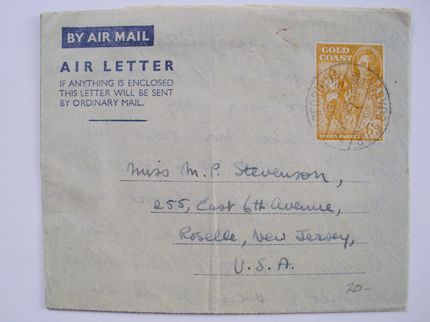 BY AIR MAIL
AIR LETTER
IF ANYTHING IS ENCLOSED
THIS LETTER WILL BE SENT
BY ORDINARY MAIL.
GOLD
COAST
6d
Miss M. P. Stevenson,
255, East 6th Avenue,
Roselle, New Jersey,
U.S.A.
20-